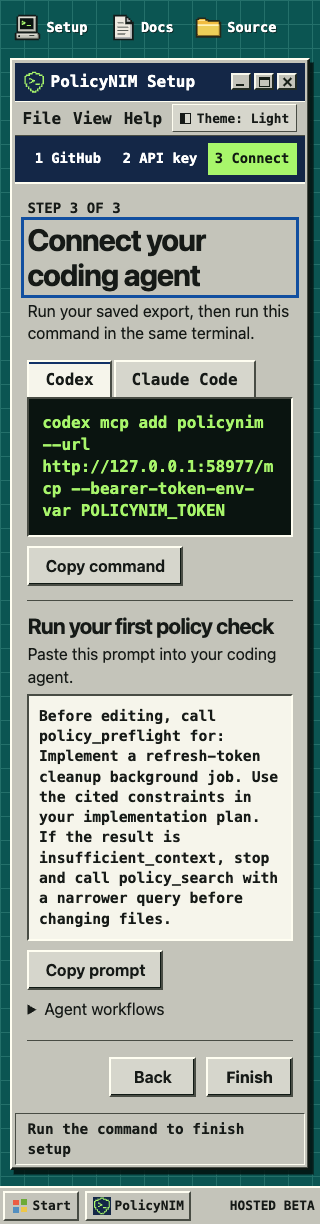 Setup Docs Source
PolicyNIM Setup
File View Help Theme: Light
1 GitHub 2 API key 3 Connect
STEP 3 OF 3
Connect your
coding agent
Run your saved export, then run this
command in the same terminal.
Codex Claude Code
codex mcp add policynim
--url
http://127.0.0.1:58977/m
cp --bearer-token-env-
var POLICYNIM_TOKEN
Copy command
Run your first policy check
Paste this prompt into your coding
agent.
Before editing, call
policy_preflight for:
Implement a refresh-token
cleanup background job. Use
the cited constraints in
your implementation plan.
If the result is
insufficient_context, stop
and call policy_search with
a narrower query before
changing files.
Copy prompt
Agent workflows
Back Finish
Run the command to finish
setup
Start PolicyNIM HOSTED BETA